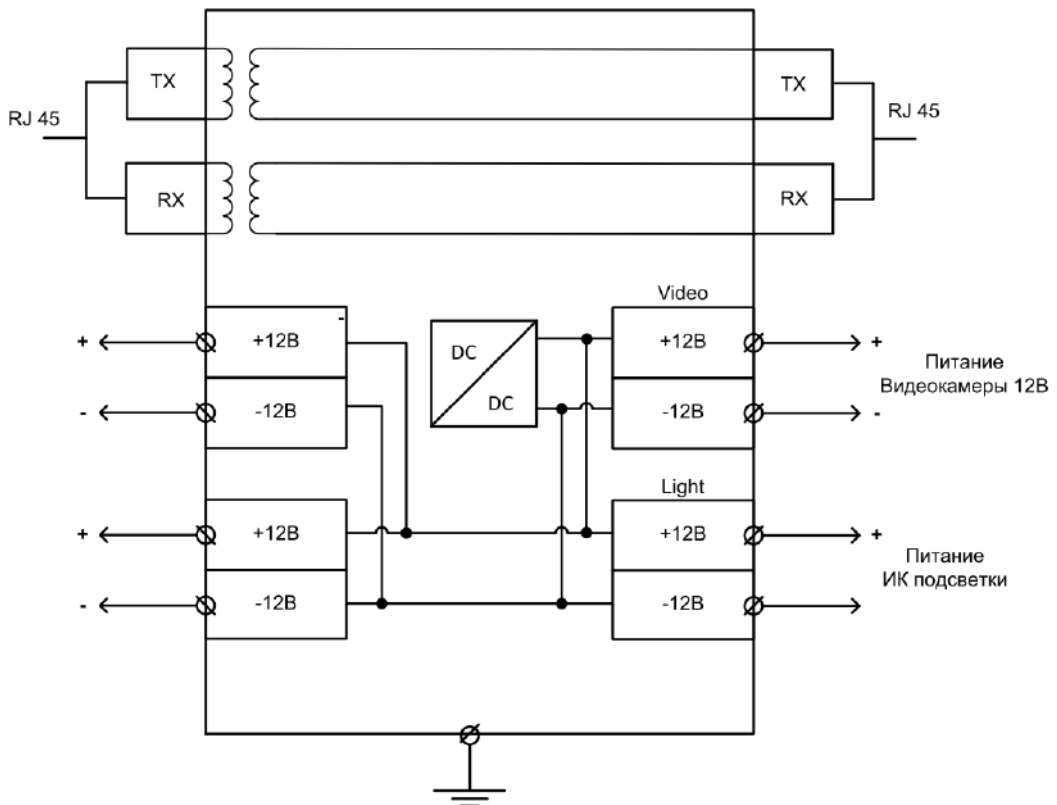 TX
TX
RJ 45
RJ 45
RX
RX
Video
+ +12В - DC +12В +
Питание
Видеокамеры 12В
- -12В DC -12В -
Light
+ +12В +12В +
Питание
ИК подсветки
- -12В -12В